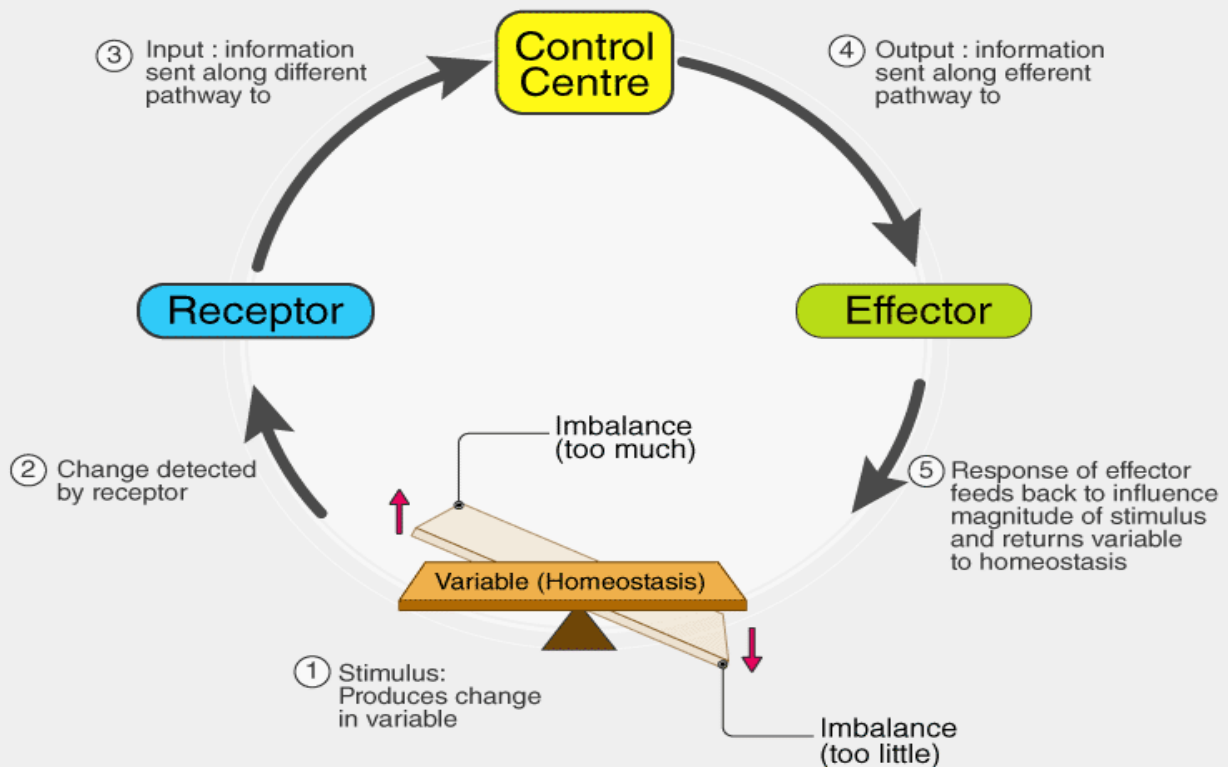 Control
Centre
3 Input : information
sent along different
pathway to
4 Output : information
sent along efferent
pathway to
Receptor
Effector
Imbalance
(too much)
2 Change detected
by receptor
5 Response of effector
feeds back to influence
magnitude of stimulus
and returns variable
to homeostasis
Variable (Homeostasis)
1 Stimulus:
Produces change
in variable
Imbalance
(too little)